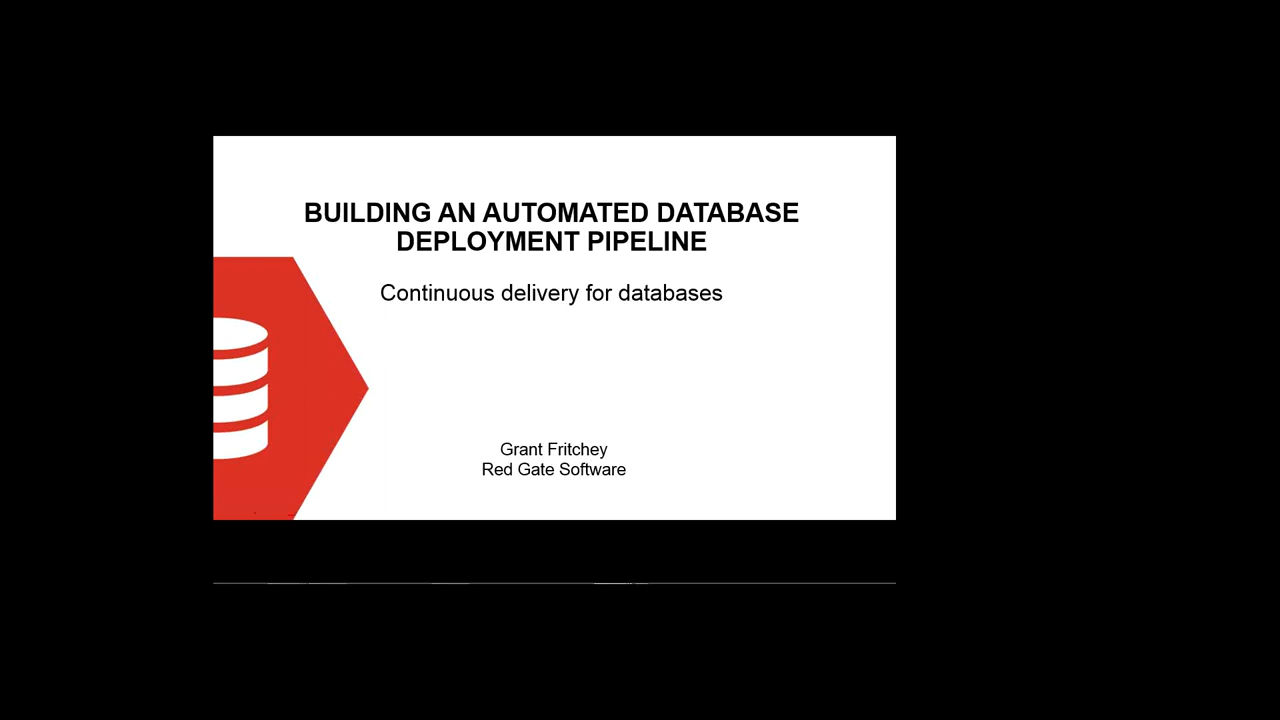 BUILDING AN AUTOMATED DATABASE
DEPLOYMENT PIPELINE
Continuous delivery for databases
Grant Fritchey
Red Gate Software